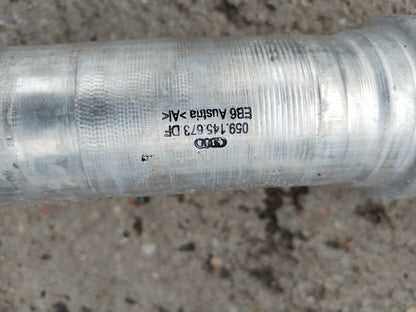 059.145.673 DF
EB6 Austria >Al<